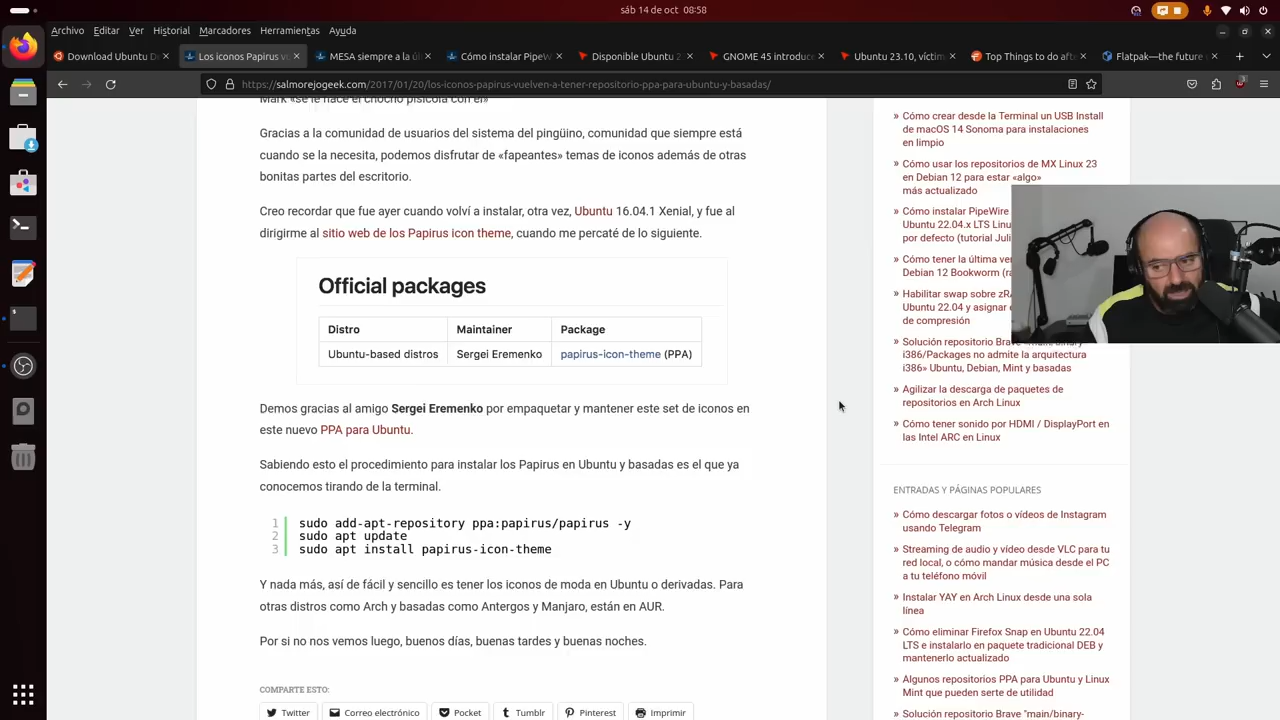 sáb 14 de oct 08:58
Archivo Editar Ver Historial Marcadores Herramientas Ayuda
Download Ubuntu D
Los iconos Papirus vu
MESA siempre a la úl
Cómo instalar PipeW
Disponible Ubuntu 2
GNOME 45 introduc
Ubuntu 23.10, víctim
Top Things to do afte
Flatpak—the future
https://salmorejogeek.com/2017/01/20/los-iconos-papirus-vuelven-a-tener-repositorio-ppa-para-ubuntu-y-basadas/
Mark «se le hace el chocho pisicola con él»
Gracias a la comunidad de usuarios del sistema del pingüino, comunidad que siempre está
cuando se la necesita, podemos disfrutar de «fapeantes» temas de iconos además de otras
bonitas partes del escritorio.
Creo recordar que fue ayer cuando volví a instalar, otra vez, Ubuntu 16.04.1 Xenial, y fue al
dirigirme al sitio web de los Papirus icon theme, cuando me percaté de lo siguiente.
Official packages
Distro Maintainer Package
Ubuntu-based distros Sergei Eremenko papirus-icon-theme (PPA)
Demos gracias al amigo Sergei Eremenko por empaquetar y mantener este set de iconos en
este nuevo PPA para Ubuntu.
Sabiendo esto el procedimiento para instalar los Papirus en Ubuntu y basadas es el que ya
conocemos tirando de la terminal.
1 sudo add-apt-repository ppa:papirus/papirus -y
2 sudo apt update
3 sudo apt install papirus-icon-theme
Y nada más, así de fácil y sencillo es tener los iconos de moda en Ubuntu o derivadas. Para
otras distros como Arch y basadas como Antergos y Manjaro, están en AUR.
Por si no nos vemos luego, buenos días, buenas tardes y buenas noches.
COMPARTE ESTO:
Twitter Correo electrónico Pocket Tumblr Pinterest Imprimir
» Cómo crear desde la Terminal un USB Install
de macOS 14 Sonoma para instalaciones
en limpio
» Cómo usar los repositorios de MX Linux 23
en Debian 12 para estar «algo»
más actualizado
» Cómo instalar PipeWire
Ubuntu 22.04.x LTS Linu
por defecto (tutorial Juli
» Cómo tener la última ver
Debian 12 Bookworm (ra
» Habilitar swap sobre zRA
Ubuntu 22.04 y asignar
de compresión
» Solución repositorio Brave «main/binary-
i386/Packages no admite la arquitectura
i386» Ubuntu, Debian, Mint y basadas
» Agilizar la descarga de paquetes de
repositorios en Arch Linux
» Cómo tener sonido por HDMI / DisplayPort en
las Intel ARC en Linux
ENTRADAS Y PÁGINAS POPULARES
» Cómo descargar fotos o vídeos de Instagram
usando Telegram
» Streaming de audio y vídeo desde VLC para tu
red local, o cómo mandar música desde el PC
a tu teléfono móvil
» Instalar YAY en Arch Linux desde una sola
línea
» Cómo eliminar Firefox Snap en Ubuntu 22.04
LTS e instalarlo en paquete tradicional DEB y
mantenerlo actualizado
» Algunos repositorios PPA para Ubuntu y Linux
Mint que pueden serte de utilidad
» Solución repositorio Brave "main/binary-